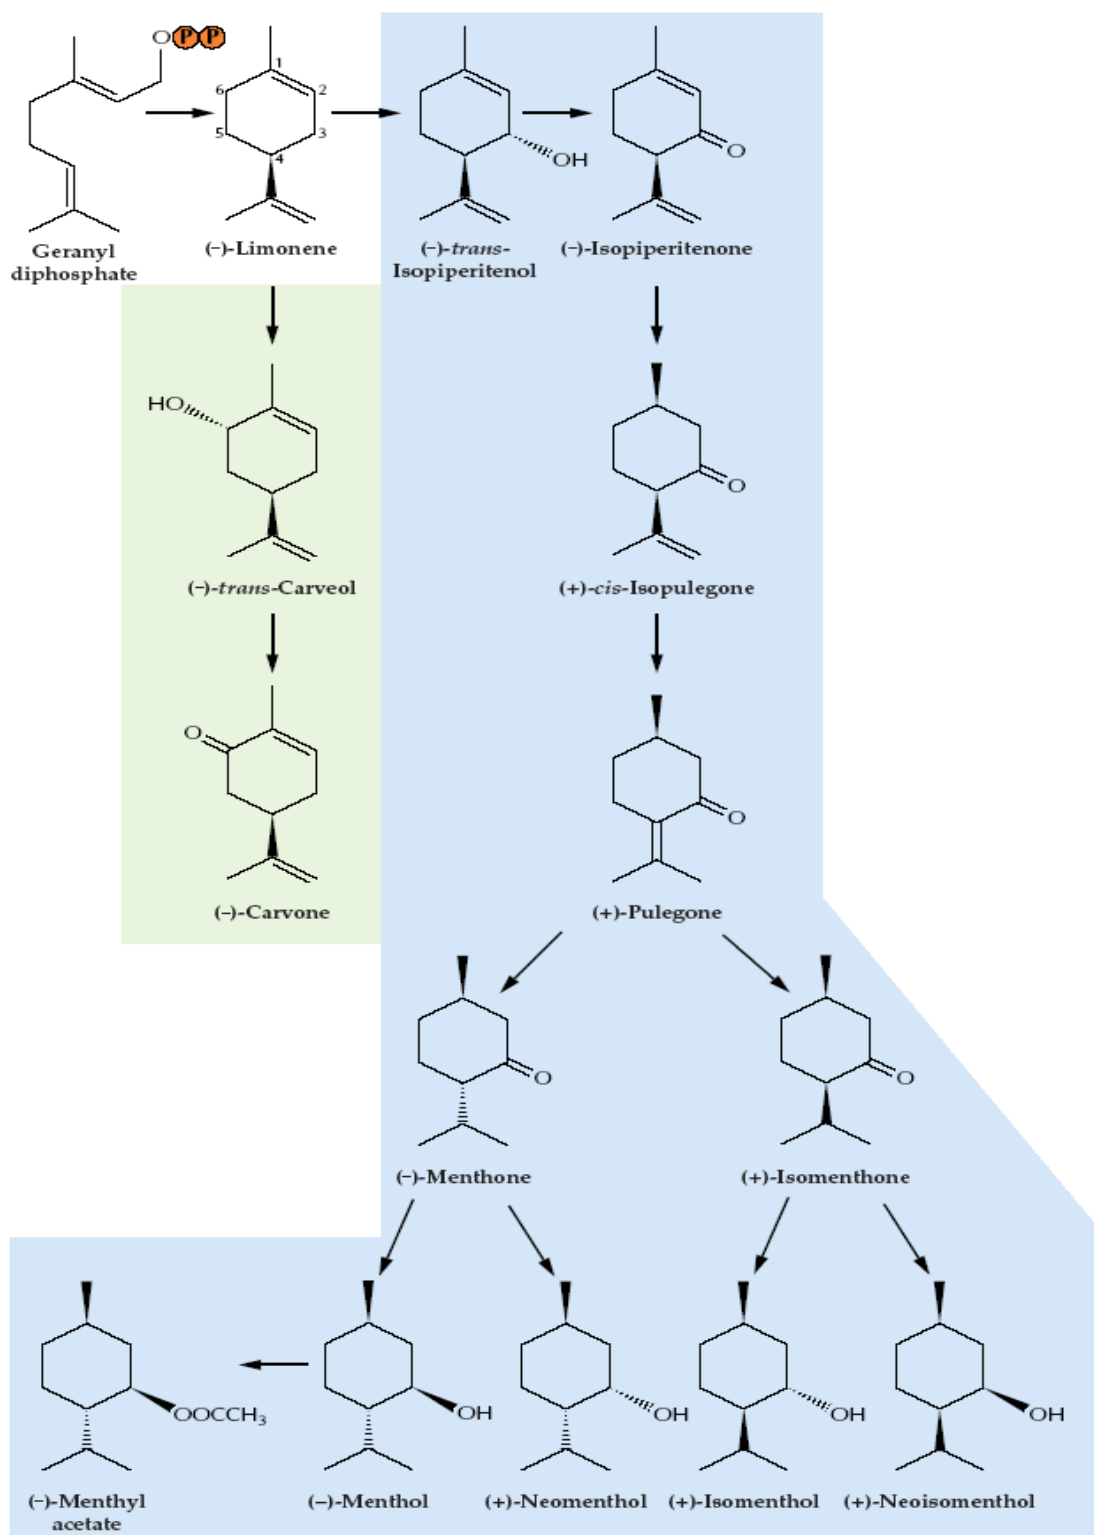 O P P
1
6
2
5
3
4
OH
O
Geranyl
diphosphate
(−)-Limonene
(−)-trans-
Isopiperitenol
(−)-Isopiperitenone
HO
O
(−)-trans-Carveol
(+)-cis-Isopulegone
O
O
(−)-Carvone
(+)-Pulegone
O
O
(−)-Menthone
(+)-Isomenthone
OOCCH3
OH
OH
OH
OH
(−)-Menthyl
acetate
(−)-Menthol
(+)-Neomenthol
(+)-Isomenthol
(+)-Neoisomenthol